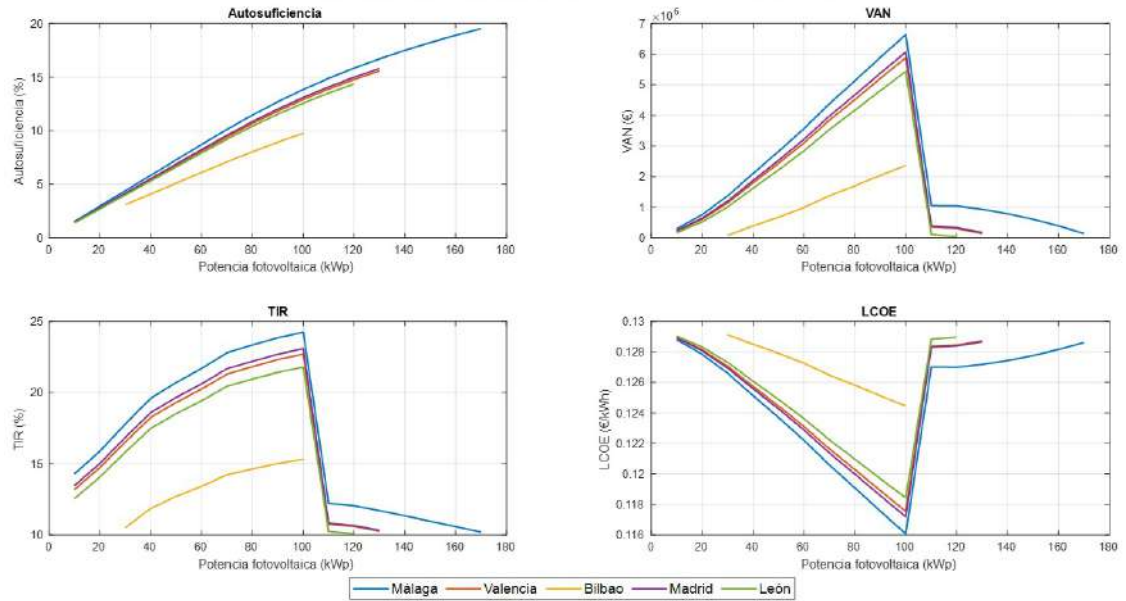 Autosuficiencia
20
15
10
5
0
Autosuficiencia (%)
0 20 40 60 80 100 120 140 160 180
Potencia fotovoltaica (kWp)
VAN
×10⁶
7
6
5
4
3
2
1
0
VAN (€)
0 20 40 60 80 100 120 140 160 180
Potencia fotovoltaica (kWp)
TIR
25
20
15
10
TIR (%)
0 20 40 60 80 100 120 140 160 180
Potencia fotovoltaica (kWp)
LCOE
0.13
0.128
0.126
0.124
0.122
0.12
0.118
0.116
LCOE (€/kWh)
0 20 40 60 80 100 120 140 160 180
Potencia fotovoltaica (kWp)
Málaga Valencia Bilbao Madrid León